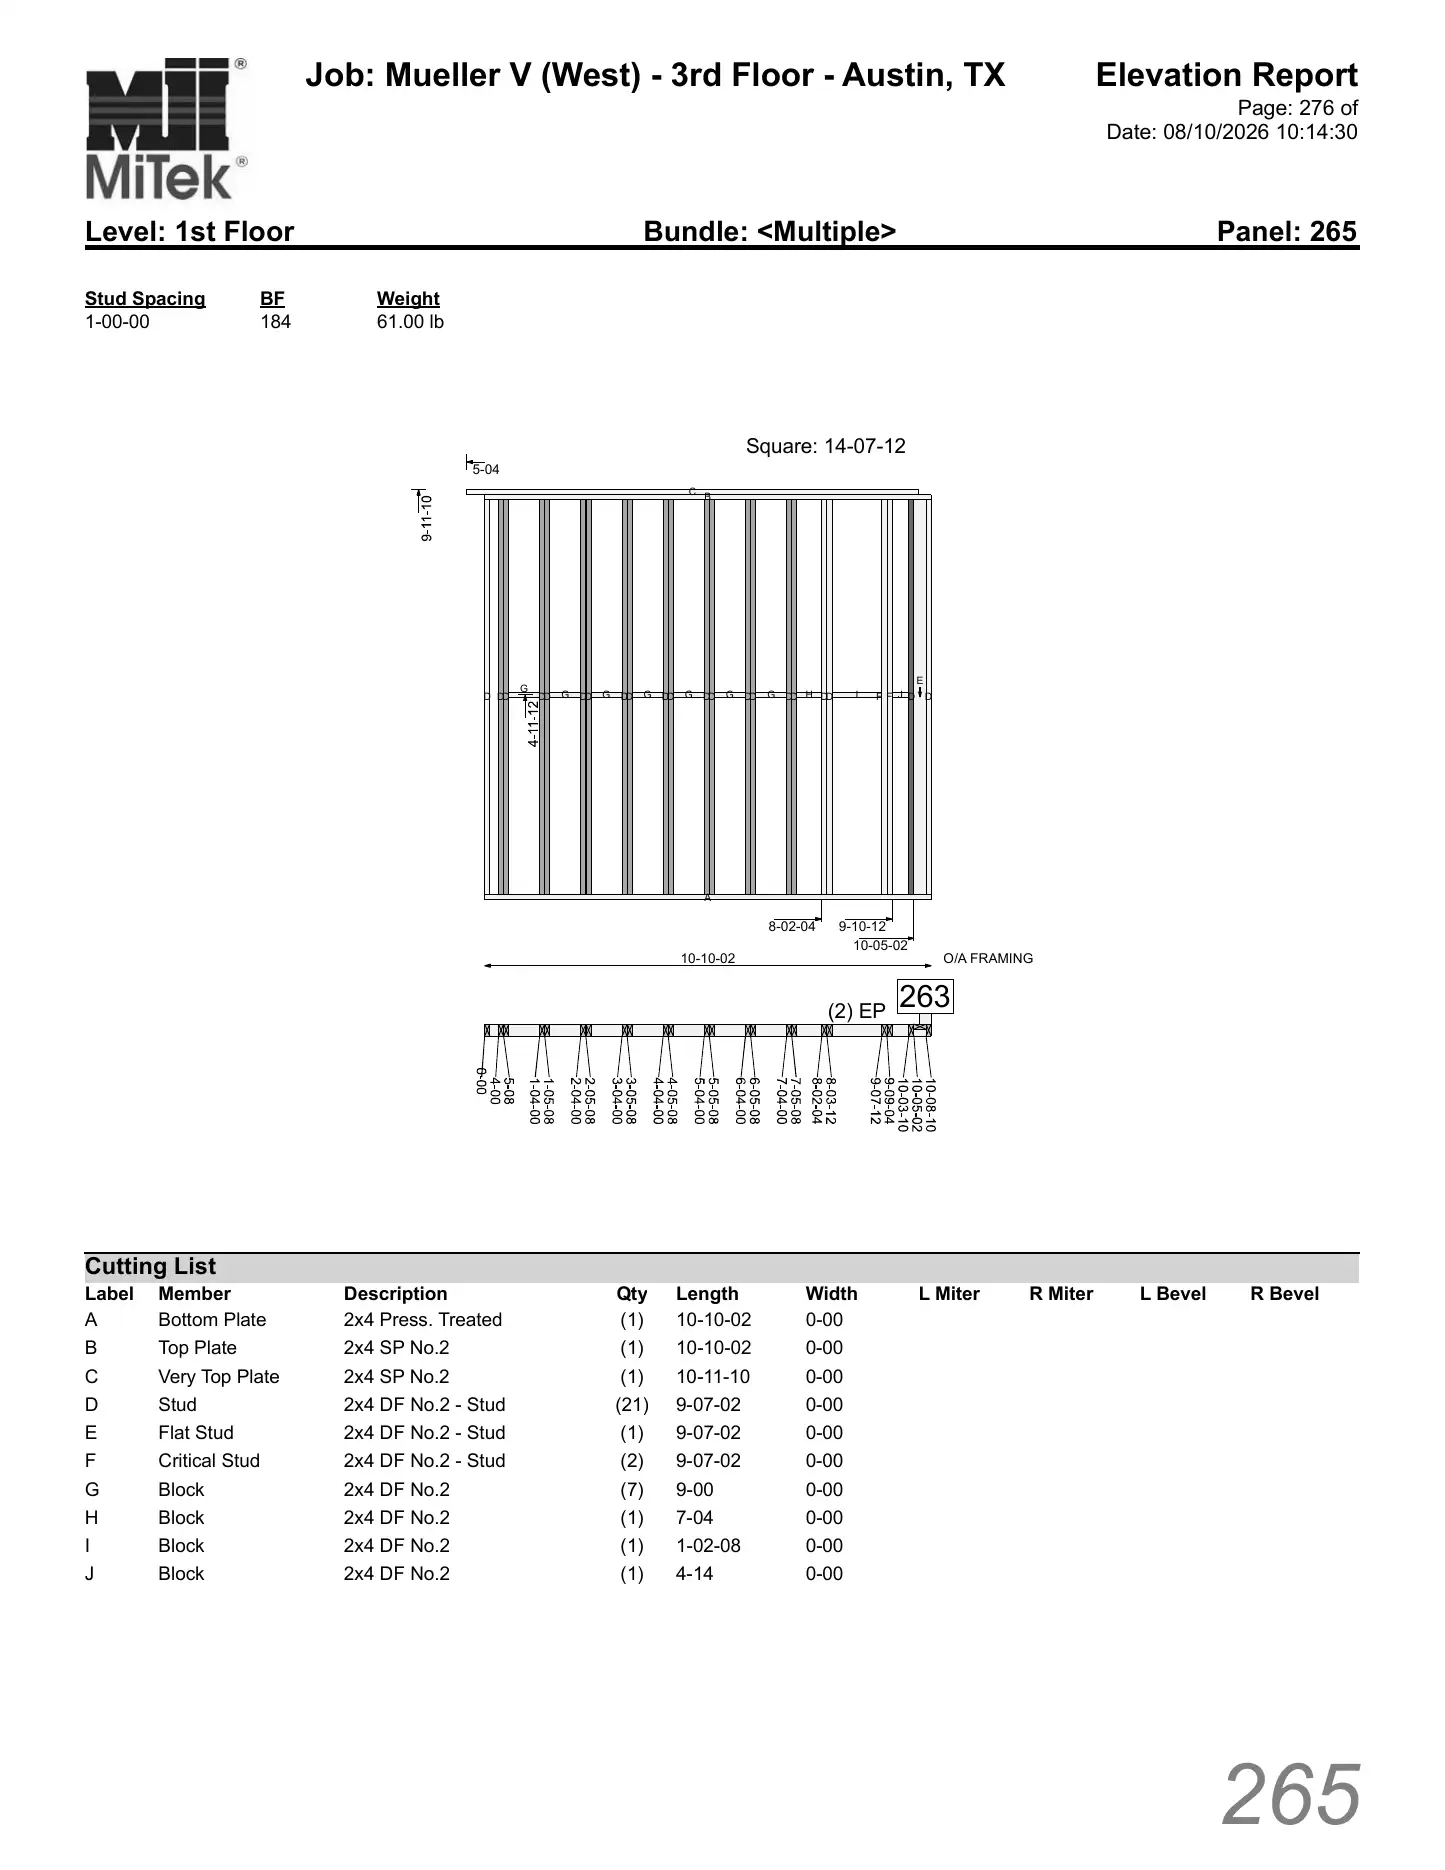 Job: Mueller V (West) - 3rd Floor - Austin, TX
Elevation Report
Page: 276 of
Date: 08/10/2026 10:14:30
MiTek®
Level: 1st Floor Bundle: <Multiple> Panel: 265
Stud Spacing BF Weight
1-00-00 184 61.00 lb
Square: 14-07-12
5-04
C
B
9-11-10
E
G
D D D D D G D D G D D G D D G D D G D D G D D H D D I F F J D D
4-11-12
A
8-02-04 9-10-12
10-05-02
10-10-02 O/A FRAMING
(2) EP 263
0-00 4-00 5-08 1-04-00 1-05-08 2-04-00 2-05-08 3-04-00 3-05-08 4-04-00 4-05-08 5-04-00 5-05-08 6-04-00 6-05-08 7-04-00 7-05-08 8-02-04 8-03-12 9-07-12 9-09-04 10-03-10 10-05-02 10-08-10
Cutting List
Label Member Description Qty Length Width L Miter R Miter L Bevel R Bevel
A Bottom Plate 2x4 Press. Treated (1) 10-10-02 0-00
B Top Plate 2x4 SP No.2 (1) 10-10-02 0-00
C Very Top Plate 2x4 SP No.2 (1) 10-11-10 0-00
D Stud 2x4 DF No.2 - Stud (21) 9-07-02 0-00
E Flat Stud 2x4 DF No.2 - Stud (1) 9-07-02 0-00
F Critical Stud 2x4 DF No.2 - Stud (2) 9-07-02 0-00
G Block 2x4 DF No.2 (7) 9-00 0-00
H Block 2x4 DF No.2 (1) 7-04 0-00
I Block 2x4 DF No.2 (1) 1-02-08 0-00
J Block 2x4 DF No.2 (1) 4-14 0-00
265